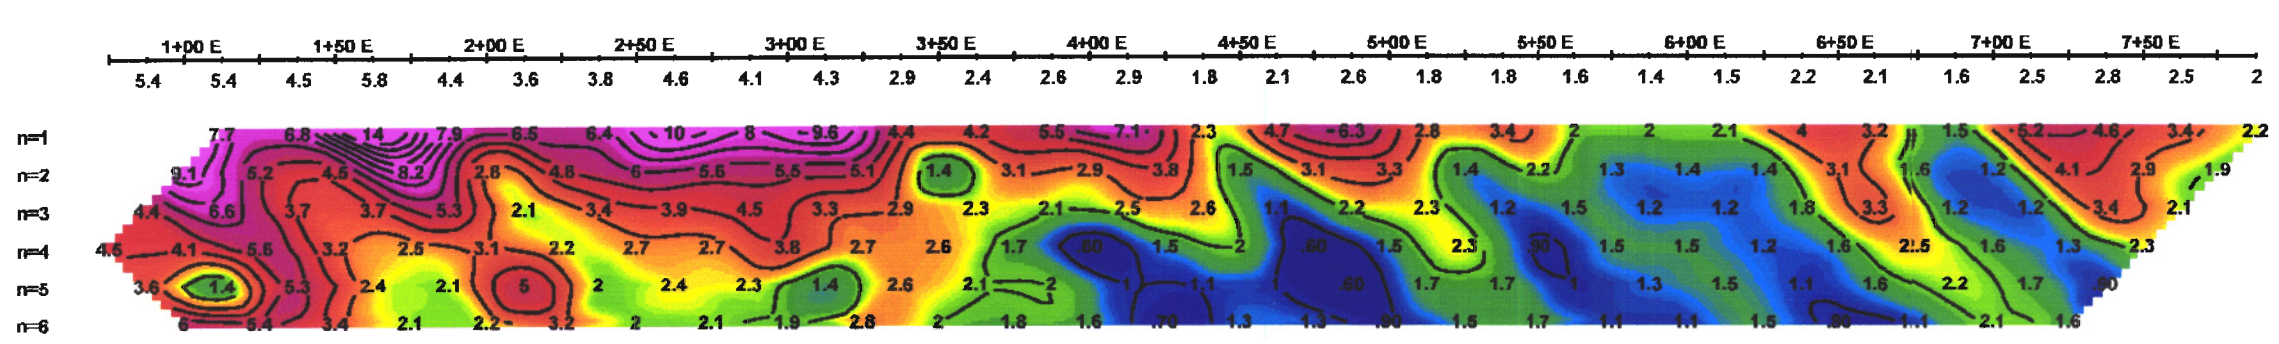 1+00 E 1+50 E 2+00 E 2+50 E 3+00 E 3+50 E 4+00 E 4+50 E 5+00 E 5+50 E 6+00 E 6+50 E 7+00 E 7+50 E
5.4 5.4 4.5 5.8 4.4 3.6 3.8 4.6 4.1 4.3 2.9 2.4 2.6 2.9 1.8 2.1 2.6 1.8 1.8 1.6 1.4 1.5 2.2 2.1 1.6 2.5 2.8 2.5 2
n=1 7.7 6.8 14 7.9 6.5 6.4 10 8 9.6 4.4 4.2 5.5 7.1 2.3 4.7 6.3 2.8 3.4 2 2 2.1 4 3.2 1.5 5.2 4.6 3.4 2.2
n=2 9.1 5.2 4.5 8.2 2.8 4.8 6 5.6 5.5 5.1 1.4 3.1 2.9 3.8 1.5 3.1 3.3 1.4 2.2 1.3 1.4 1.4 3.1 1.6 1.2 4.1 2.9 1.9
n=3 4.4 6.6 3.7 3.7 5.3 2.1 3.4 3.9 4.5 3.3 2.9 2.3 2.1 2.5 2.6 1.1 2.2 2.3 1.2 1.5 1.2 1.2 1.8 3.3 1.2 1.2 3.4 2.1
n=4 4.5 4.1 5.6 3.2 2.5 3.1 2.2 2.7 2.7 3.8 2.7 2.6 1.7 .60 1.5 2 .60 1.5 2.3 .90 1.5 1.5 1.2 1.6 2.5 1.6 1.3 2.3
n=5 3.6 1.4 5.3 2.4 2.1 5 2 2.4 2.3 1.4 2.6 2.1 2 1 1.1 1 .60 1.7 1.7 1 1.3 1.5 1.1 1.6 2.2 1.7 .90
n=6 6 5.4 3.4 2.1 2.2 3.2 2 2.1 1.9 2.8 2 1.8 1.6 .70 1.3 1.3 .90 1.5 1.7 1.1 1.1 1.5 .90 1.1 2.1 1.6